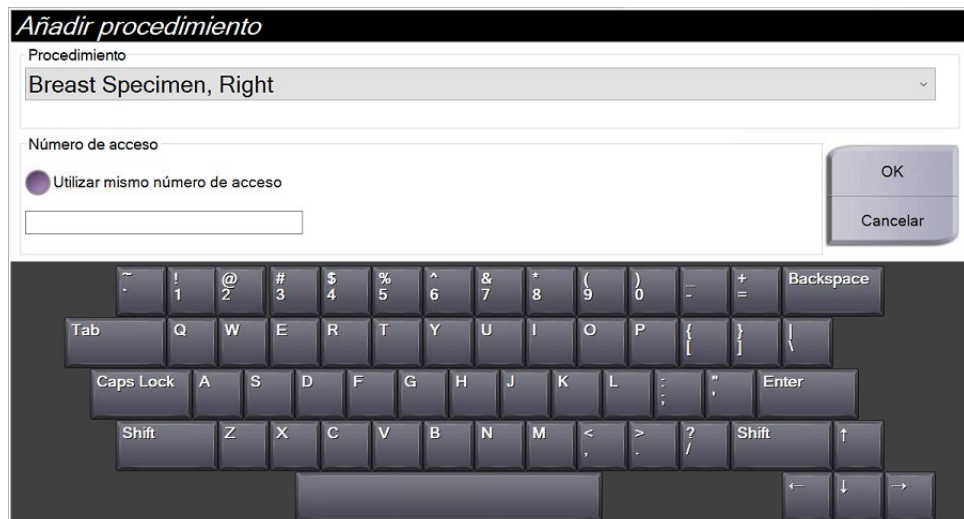 Añadir procedimiento
Procedimiento
Breast Specimen, Right
Número de acceso
Utilizar mismo número de acceso
OK
Cancelar
~ ! @ # $ % ^ & * ( ) _ + Backspace
` 1 2 3 4 5 6 7 8 9 0 - =
Tab Q W E R T Y U I O P { } |
[ ] \
Caps Lock A S D F G H J K L : " Enter
; '
Shift Z X C V B N M < > ? Shift ↑
, . /
← ↓ →